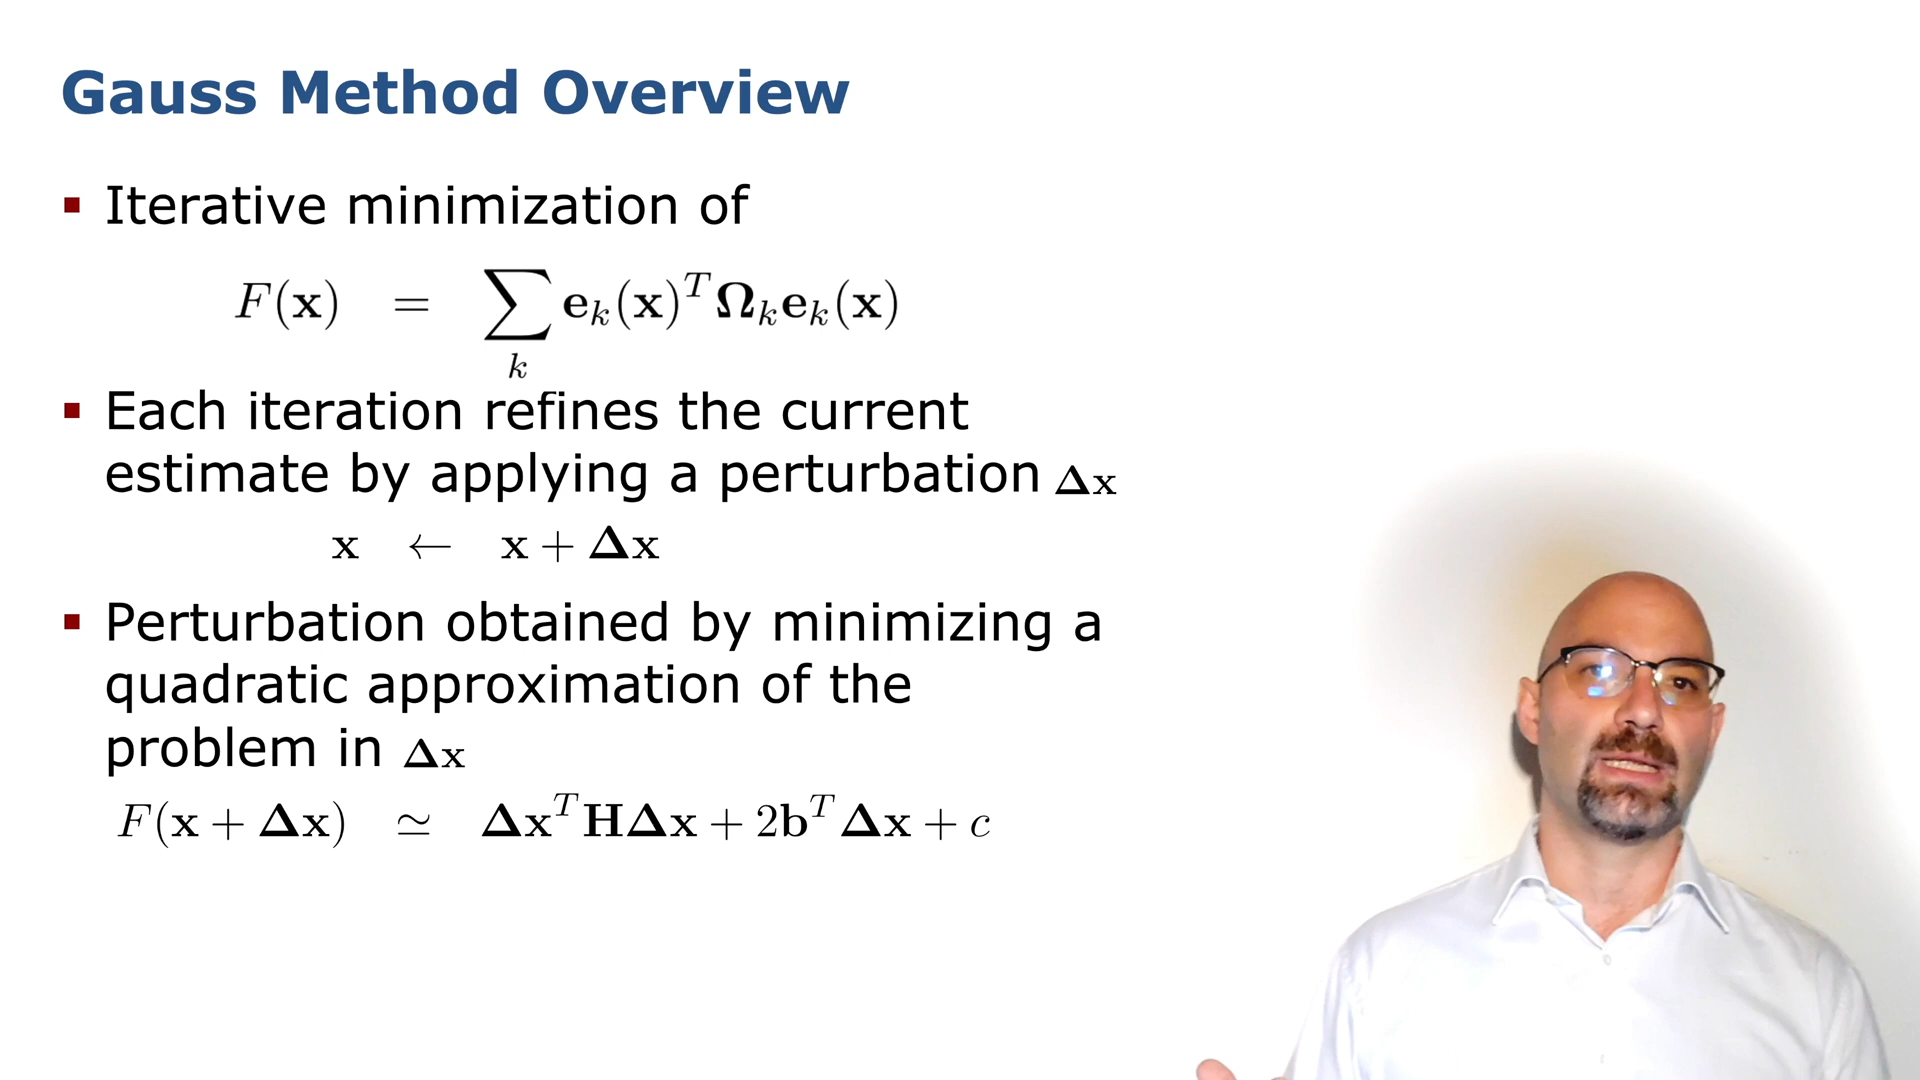 Gauss Method Overview
▪ Iterative minimization of
F(𝐱) = ∑_k 𝐞_k(𝐱)^T 𝛀_k 𝐞_k(𝐱)
▪ Each iteration refines the current
estimate by applying a perturbation 𝚫𝐱
𝐱 ← 𝐱 + 𝚫𝐱
▪ Perturbation obtained by minimizing a
quadratic approximation of the
problem in 𝚫𝐱
F(𝐱 + 𝚫𝐱) ≃ 𝚫𝐱^T 𝐇𝚫𝐱 + 2𝐛^T 𝚫𝐱 + c